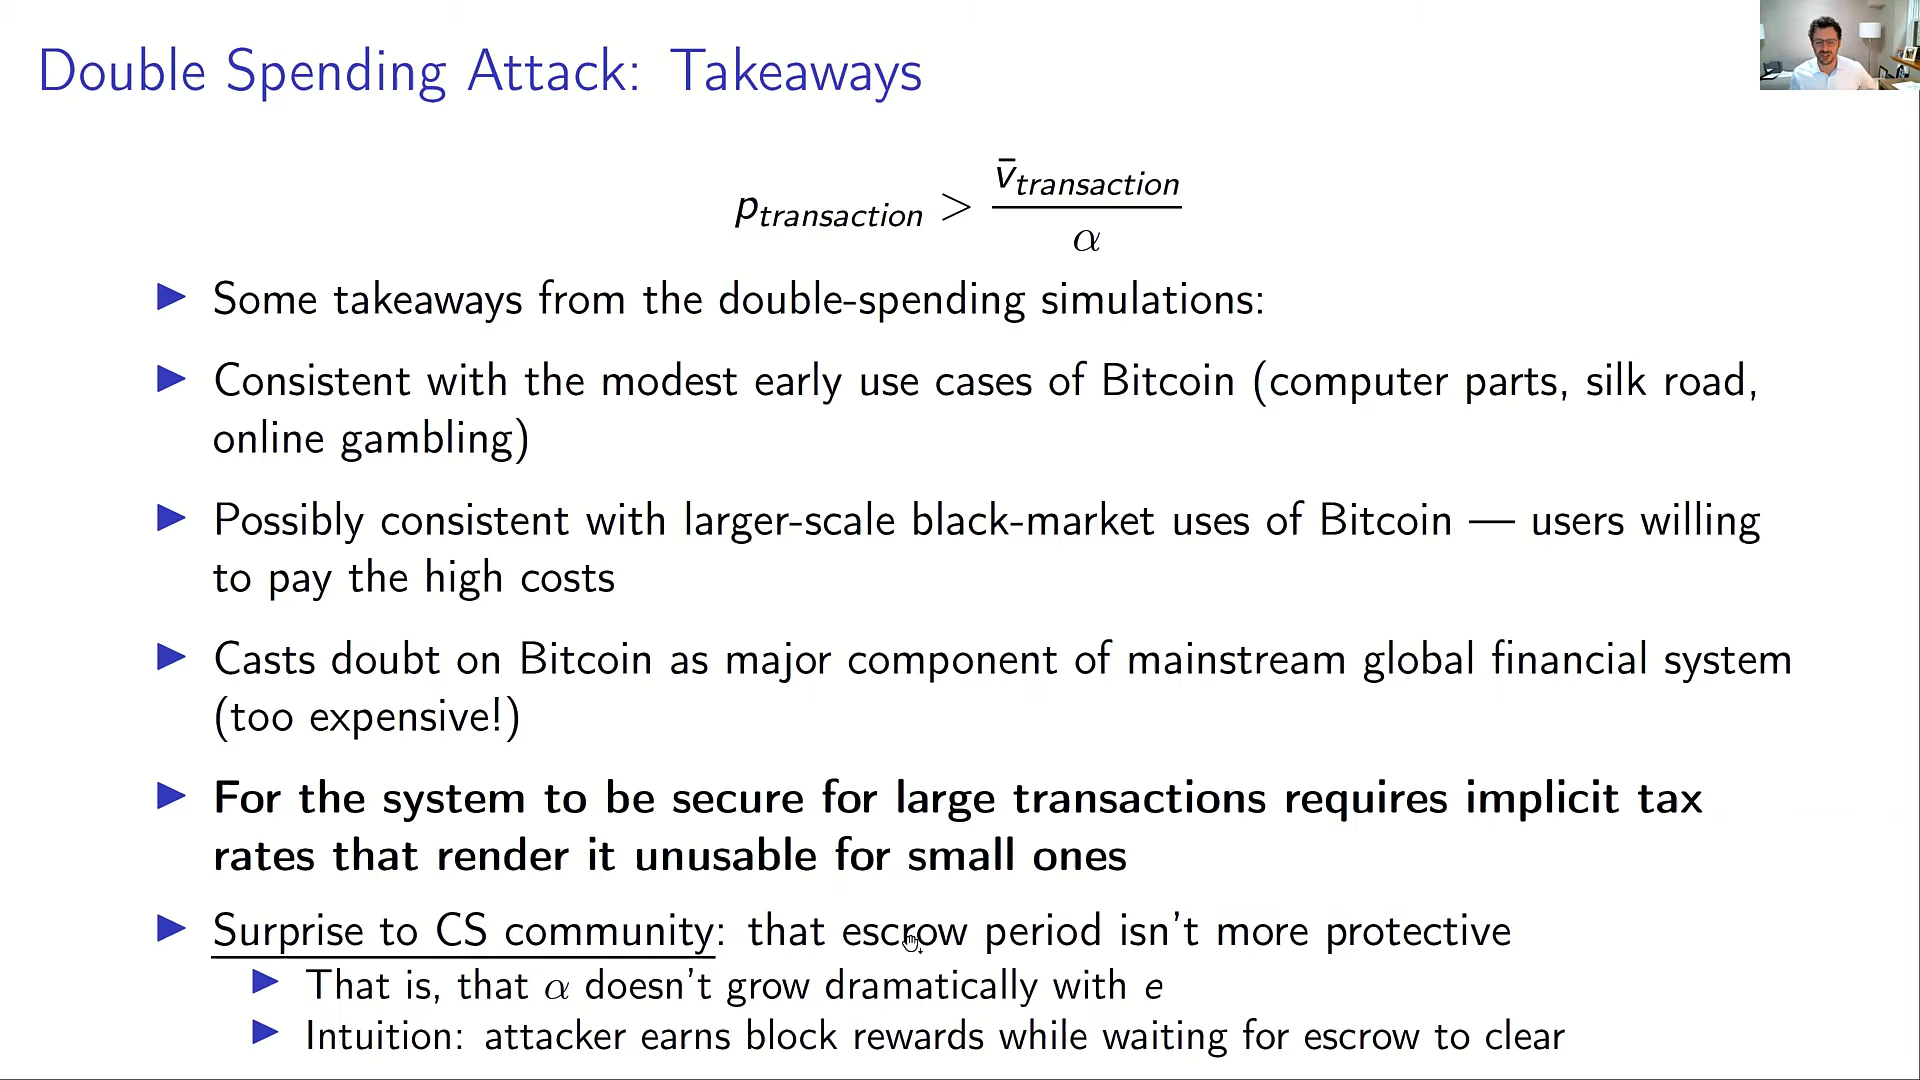 Double Spending Attack: Takeaways
p_transaction > v̄_transaction / α
▶ Some takeaways from the double-spending simulations:
▶ Consistent with the modest early use cases of Bitcoin (computer parts, silk road,
online gambling)
▶ Possibly consistent with larger-scale black-market uses of Bitcoin — users willing
to pay the high costs
▶ Casts doubt on Bitcoin as major component of mainstream global financial system
(too expensive!)
▶ For the system to be secure for large transactions requires implicit tax
rates that render it unusable for small ones
▶ Surprise to CS community: that escrow period isn't more protective
▶ That is, that α doesn't grow dramatically with e
▶ Intuition: attacker earns block rewards while waiting for escrow to clear